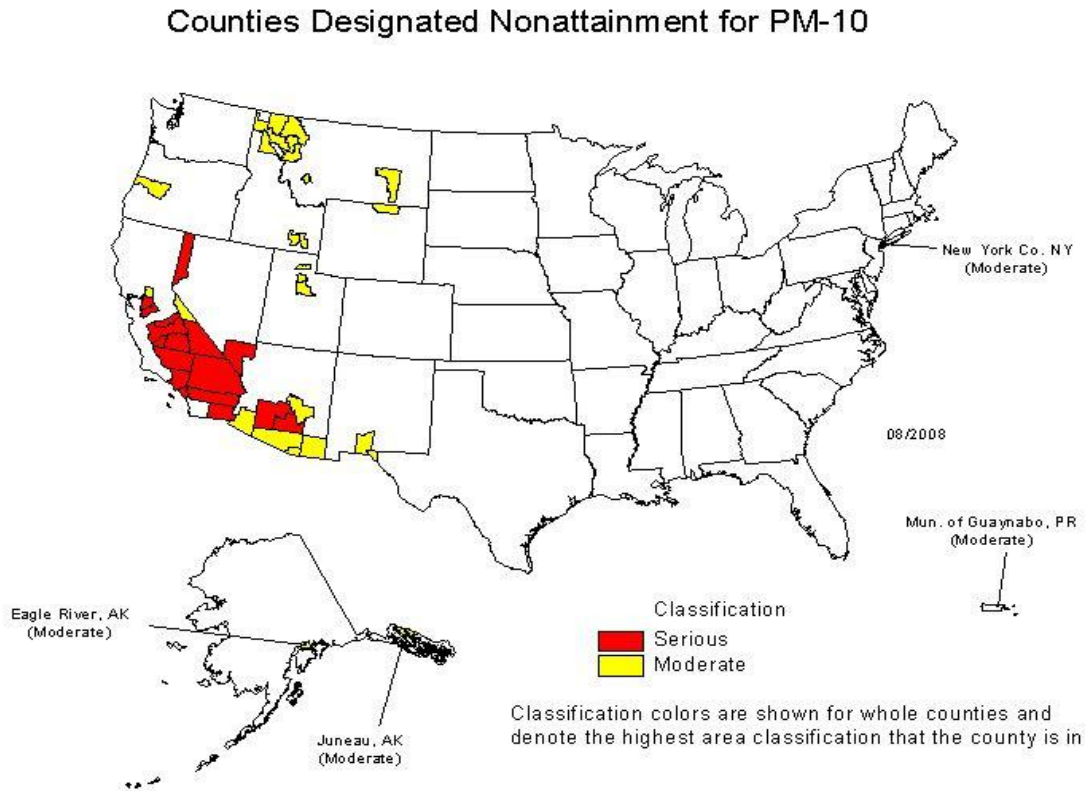 Counties Designated Nonattainment for PM-10
New York Co. NY
(Moderate)
08/2008
Mun. of Guaynabo, PR
(Moderate)
Eagle River, AK
(Moderate)
Juneau, AK
(Moderate)
Classification
Serious
Moderate
Classification colors are shown for whole counties and
denote the highest area classification that the county is in